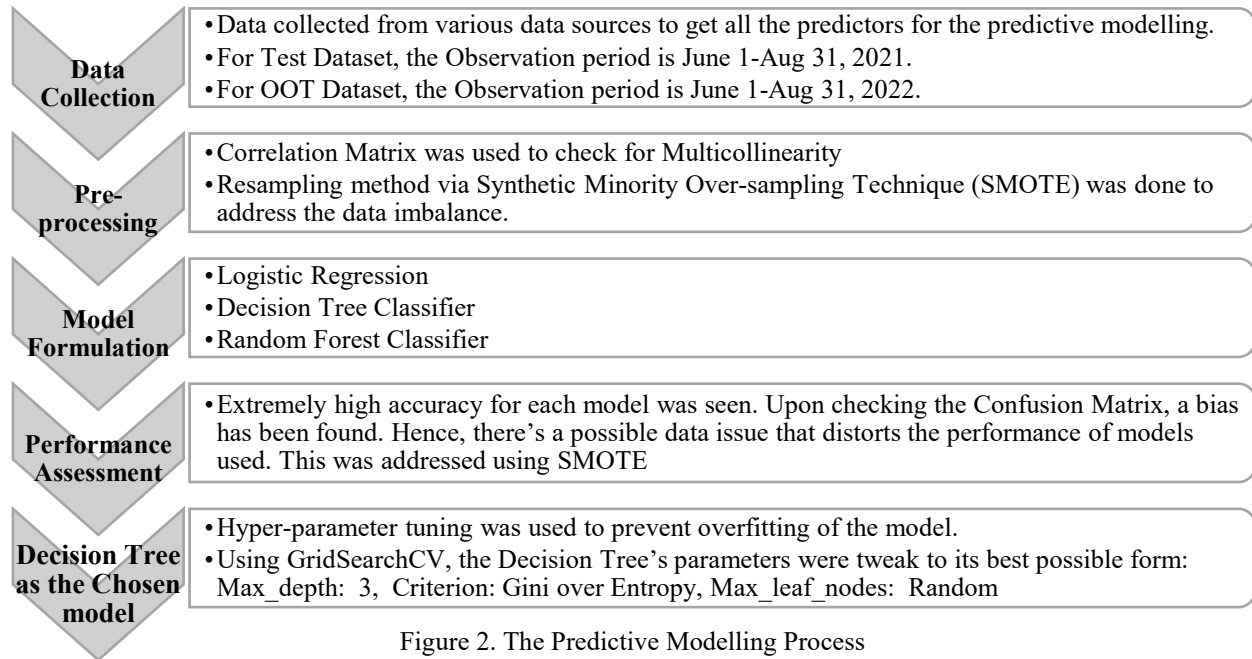 Data
Collection
•Data collected from various data sources to get all the predictors for the predictive modelling.
•For Test Dataset, the Observation period is June 1-Aug 31, 2021.
•For OOT Dataset, the Observation period is June 1-Aug 31, 2022.
Pre-
processing
•Correlation Matrix was used to check for Multicollinearity
•Resampling method via Synthetic Minority Over-sampling Technique (SMOTE) was done to
address the data imbalance.
Model
Formulation
•Logistic Regression
•Decision Tree Classifier
•Random Forest Classifier
Performance
Assessment
•Extremely high accuracy for each model was seen. Upon checking the Confusion Matrix, a bias
has been found. Hence, there's a possible data issue that distorts the performance of models
used. This was addressed using SMOTE
Decision Tree
as the Chosen
model
•Hyper-parameter tuning was used to prevent overfitting of the model.
•Using GridSearchCV, the Decision Tree's parameters were tweak to its best possible form:
Max_depth: 3, Criterion: Gini over Entropy, Max_leaf_nodes: Random
Figure 2. The Predictive Modelling Process